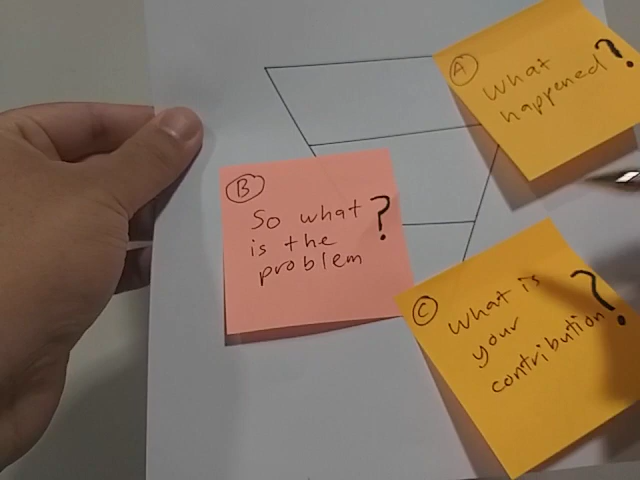 A
What
happened?
B
So what ?
is the
problem
C
What is
your
contribution?